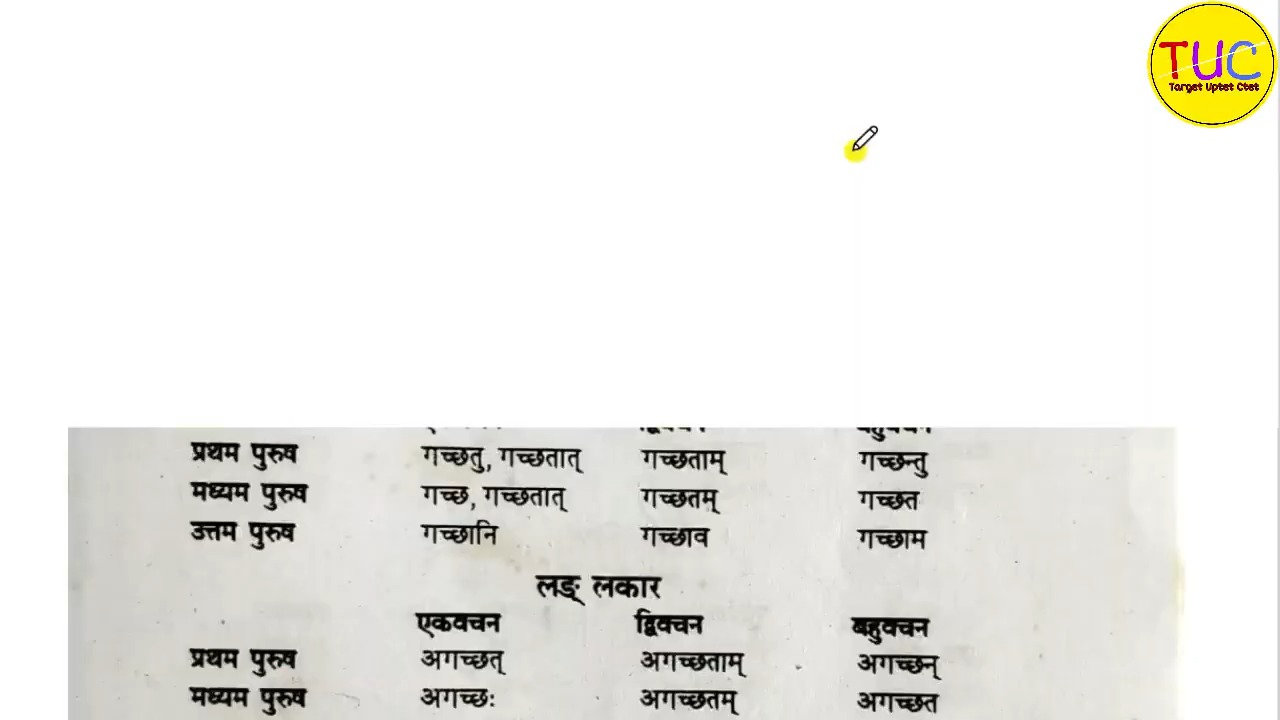 TUC
Target Uptet Ctet
प्रथम पुरुष गच्छतु, गच्छतात् गच्छताम् गच्छन्तु
मध्यम पुरुष गच्छ, गच्छतात् गच्छतम् गच्छत
उत्तम पुरुष गच्छानि गच्छाव गच्छाम
लङ् लकार
एकवचन द्विवचन बहुवचन
प्रथम पुरुष अगच्छत् अगच्छताम् अगच्छन्
मध्यम पुरुष अगच्छः अगच्छतम् अगच्छत